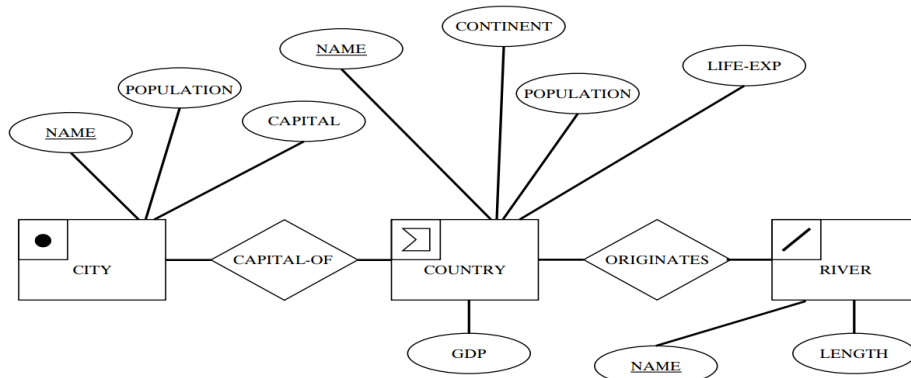 CONTINENT
NAME
LIFE-EXP
POPULATION
POPULATION
CAPITAL
NAME
CITY
CAPITAL-OF
COUNTRY
ORIGINATES
RIVER
GDP
NAME
LENGTH